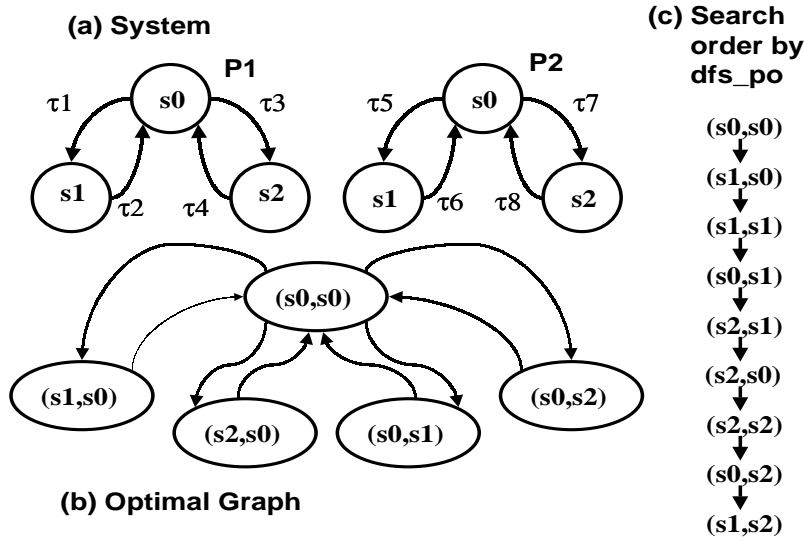 (a) System
P1
s0
τ1
τ3
s1
s2
τ2
τ4
P2
s0
τ5
τ7
s1
s2
τ6
τ8
(s0,s0)
(s1,s0)
(s2,s0)
(s0,s1)
(s0,s2)
(b) Optimal Graph
(c) Search
order by
dfs_po
(s0,s0)
(s1,s0)
(s1,s1)
(s0,s1)
(s2,s1)
(s2,s0)
(s2,s2)
(s0,s2)
(s1,s2)